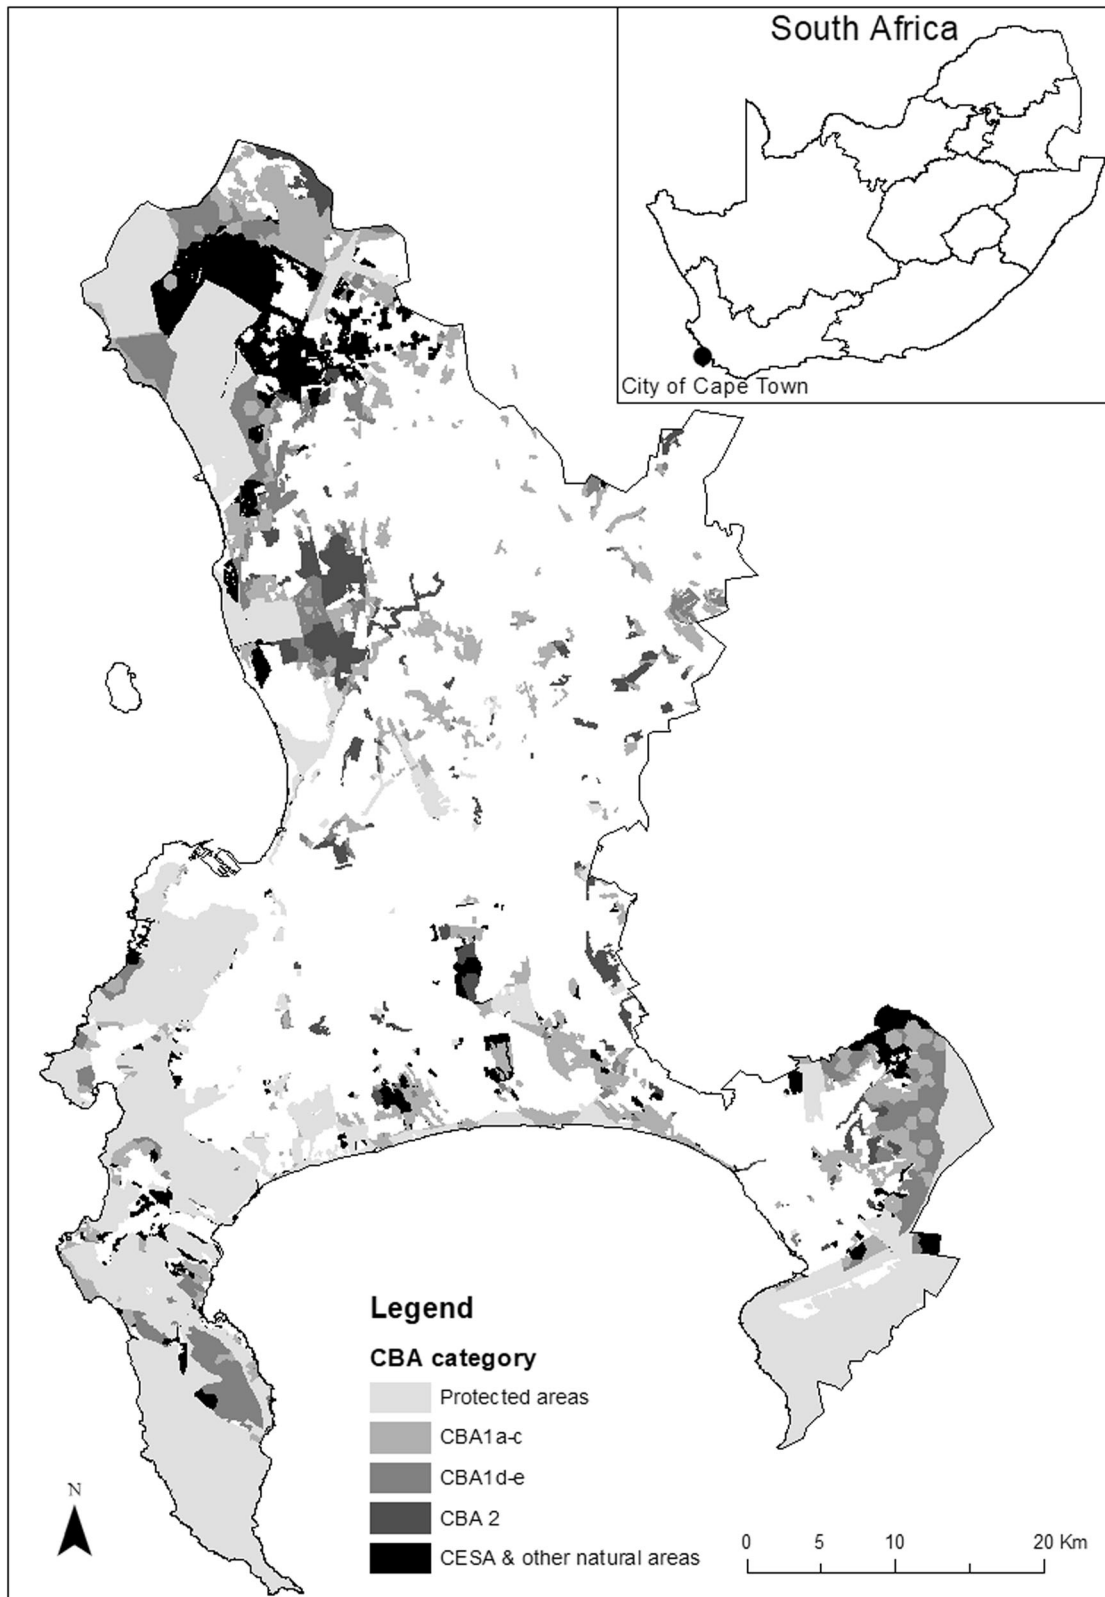 South Africa
City of Cape Town
Legend
CBA category
Protected areas
CBA1a-c
CBA1d-e
CBA 2
CESA & other natural areas
N
0 5 10 20 Km